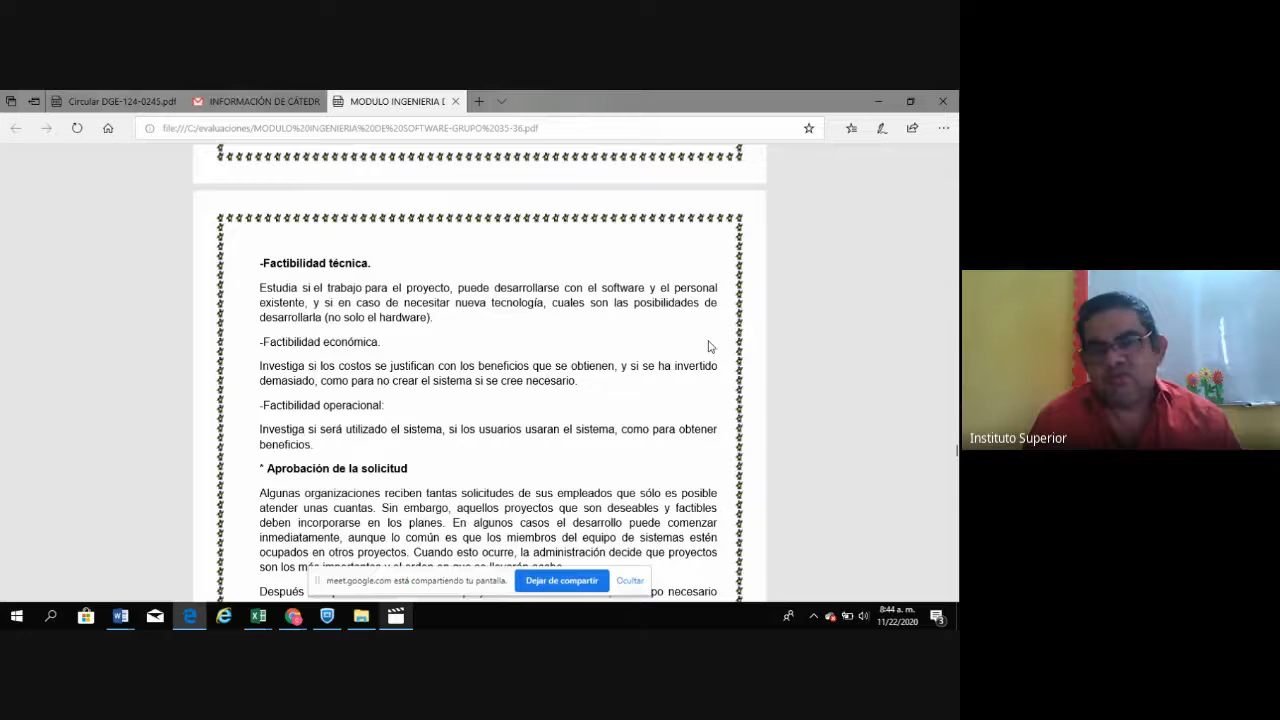 Circular DGE-124-0245.pdf
INFORMACIÓN DE CÁTEDR
MODULO INGENIERIA D
file:///C:/evaluaciones/MODULO%20INGENIERIA%20DE%20SOFTWARE-GRUPO%2035-36.pdf
-Factibilidad técnica.
Estudia si el trabajo para el proyecto, puede desarrollarse con el software y el personal
existente, y si en caso de necesitar nueva tecnología, cuales son las posibilidades de
desarrollarla (no solo el hardware).
-Factibilidad económica.
Investiga si los costos se justifican con los beneficios que se obtienen, y si se ha invertido
demasiado, como para no crear el sistema si se cree necesario.
-Factibilidad operacional:
Investiga si será utilizado el sistema, si los usuarios usaran el sistema, como para obtener
beneficios.
* Aprobación de la solicitud
Algunas organizaciones reciben tantas solicitudes de sus empleados que sólo es posible
atender unas cuantas. Sin embargo, aquellos proyectos que son deseables y factibles
deben incorporarse en los planes. En algunos casos el desarrollo puede comenzar
inmediatamente, aunque lo común es que los miembros del equipo de sistemas estén
ocupados en otros proyectos. Cuando esto ocurre, la administración decide que proyectos
son los más importantes y el orden en que se llevarán
meet.google.com está compartiendo tu pantalla.
Dejar de compartir
Ocultar
Después
necesario
8:44 a. m.
11/22/2020
3
Instituto Superior